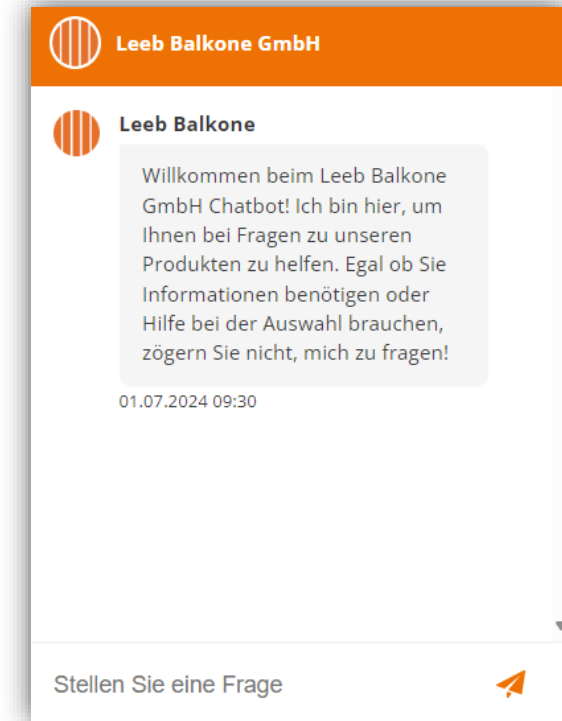 Leeb Balkone GmbH
Leeb Balkone
Willkommen beim Leeb Balkone
GmbH Chatbot! Ich bin hier, um
Ihnen bei Fragen zu unseren
Produkten zu helfen. Egal ob Sie
Informationen benötigen oder
Hilfe bei der Auswahl brauchen,
zögern Sie nicht, mich zu fragen!
01.07.2024 09:30
Stellen Sie eine Frage